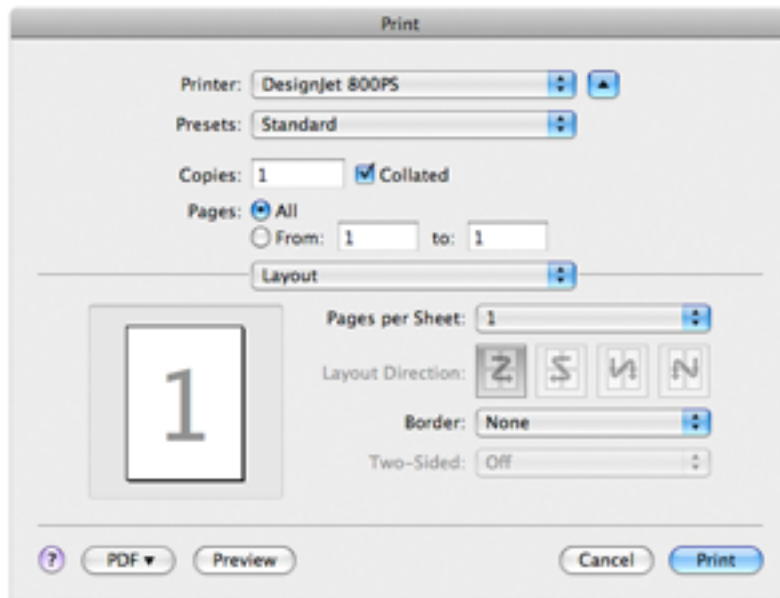 Print
Printer: DesignJet 800PS
Presets: Standard
Copies: 1 Collated
Pages: All
From: 1 to: 1
Layout
Pages per Sheet: 1
1
Layout Direction:
Border: None
Two-Sided: Off
? PDF Preview Cancel Print